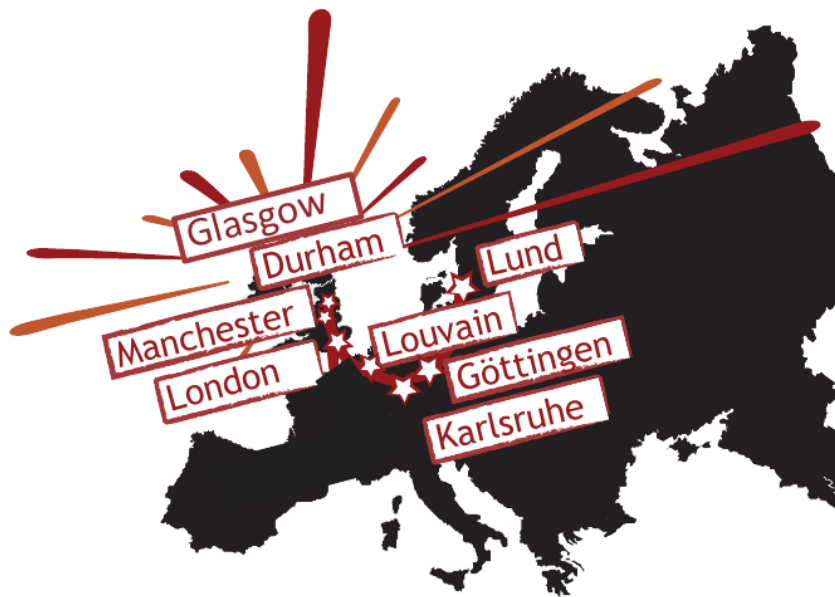 Glasgow
Durham
Lund
Manchester
Louvain
London
Göttingen
Karlsruhe